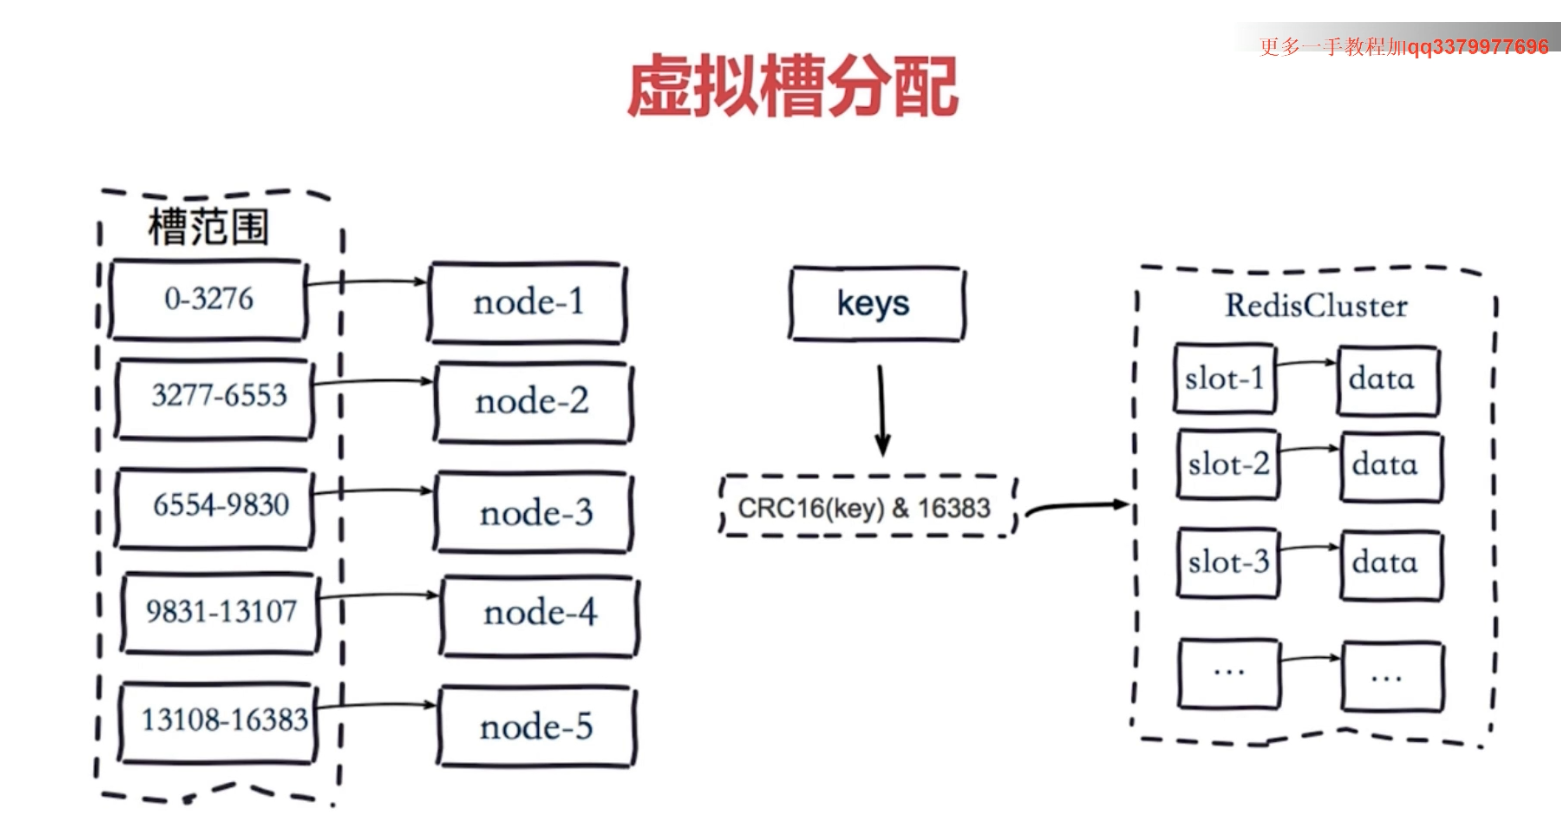 更多一手教程加qq3379977696
虚拟槽分配
槽范围
0-3276
node-1
3277-6553
node-2
6554-9830
node-3
9831-13107
node-4
13108-16383
node-5
keys
CRC16(key) & 16383
RedisCluster
slot-1
data
slot-2
data
slot-3
data
...
...